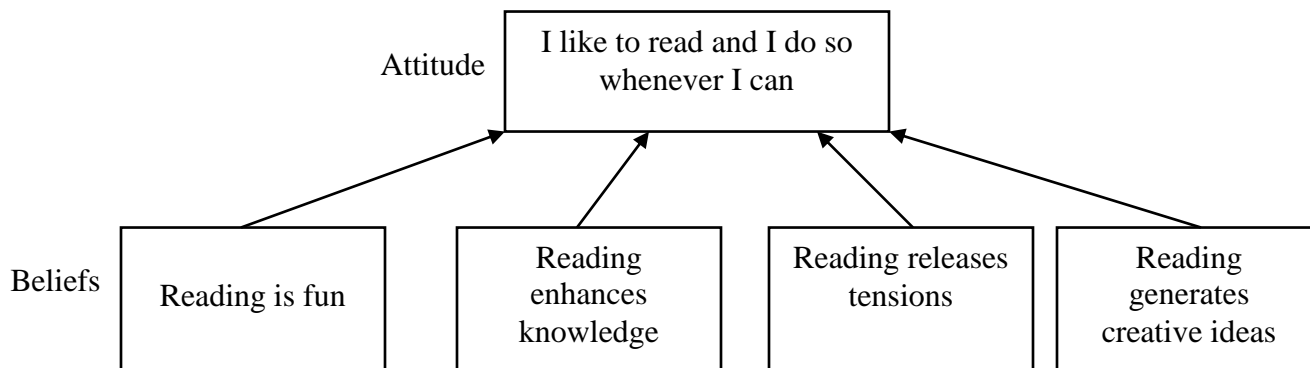 Attitude
I like to read and I do so
whenever I can
Beliefs
Reading is fun
Reading
enhances
knowledge
Reading releases
tensions
Reading
generates
creative ideas